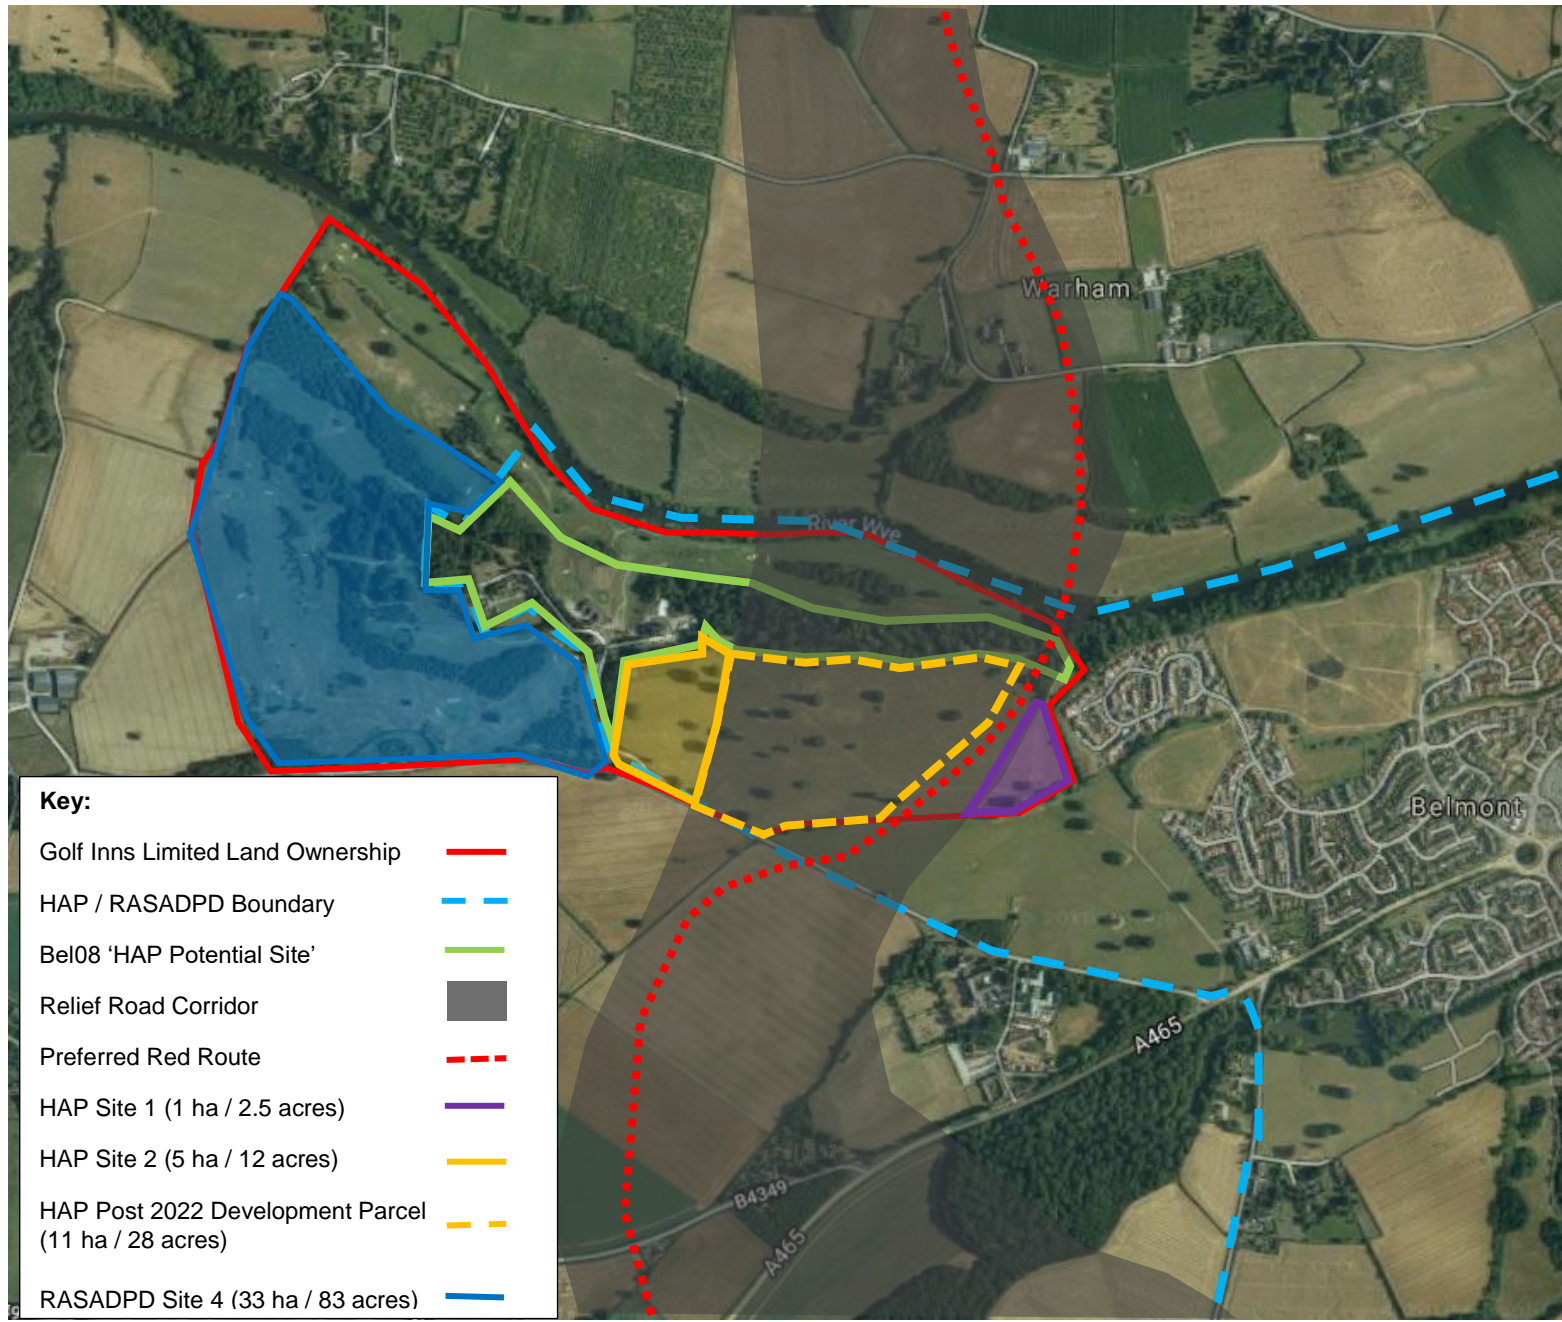 Warham
River Wye
Belmont
A465
B4349
A465
Key:
Golf Inns Limited Land Ownership
HAP / RASADPD Boundary
Bel08 ‘HAP Potential Site’
Relief Road Corridor
Preferred Red Route
HAP Site 1 (1 ha / 2.5 acres)
HAP Site 2 (5 ha / 12 acres)
HAP Post 2022 Development Parcel
(11 ha / 28 acres)
RASADPD Site 4 (33 ha / 83 acres)